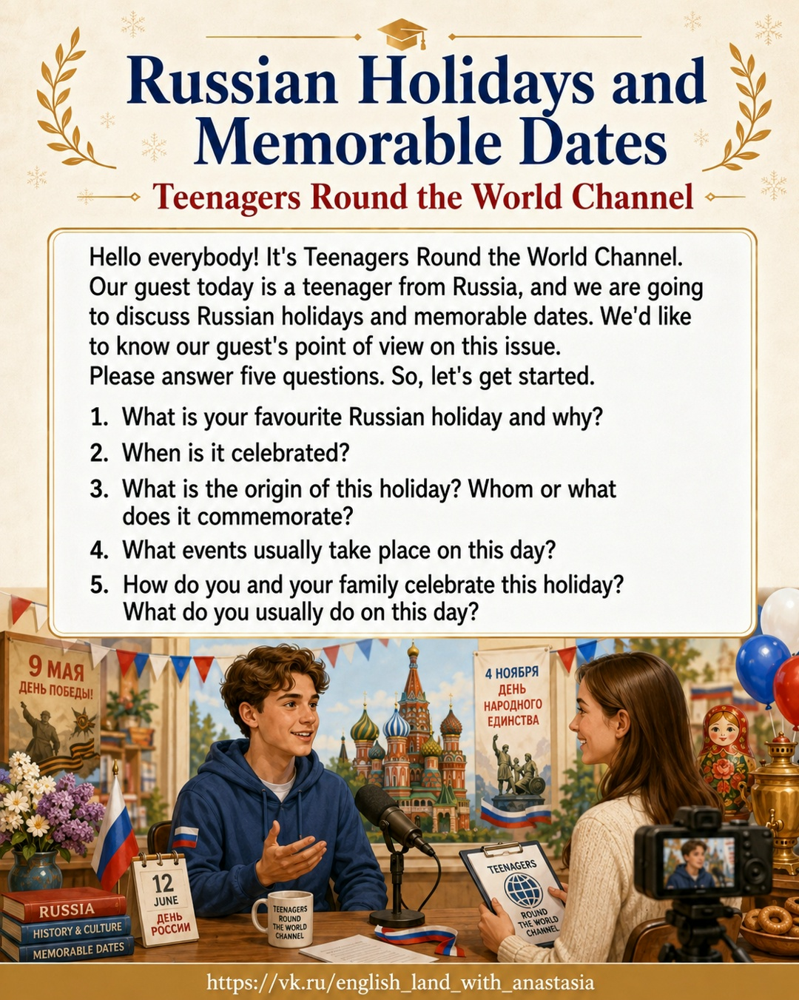 Russian Holidays and
Memorable Dates
Teenagers Round the World Channel
Hello everybody! It's Teenagers Round the World Channel.
Our guest today is a teenager from Russia, and we are going
to discuss Russian holidays and memorable dates. We'd like
to know our guest's point of view on this issue.
Please answer five questions. So, let's get started.
1. What is your favourite Russian holiday and why?
2. When is it celebrated?
3. What is the origin of this holiday? Whom or what
does it commemorate?
4. What events usually take place on this day?
5. How do you and your family celebrate this holiday?
What do you usually do on this day?
9 МАЯ
ДЕНЬ ПОБЕДЫ!
4 НОЯБРЯ
ДЕНЬ
НАРОДНОГО
ЕДИНСТВА
12
JUNE
ДЕНЬ
РОССИИ
RUSSIA
HISTORY & CULTURE
MEMORABLE DATES
TEENAGERS
ROUND
THE WORLD
CHANNEL
TEENAGERS
ROUND
THE WORLD
CHANNEL
https://vk.ru/english_land_with_anastasia